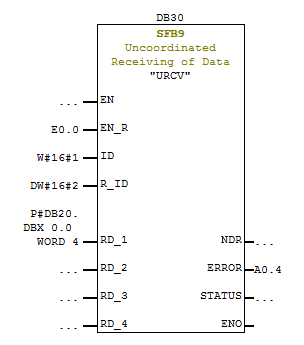 DB30
SFB9
Uncoordinated
Receiving of Data
"URCV"
... EN
E0.0 EN_R
W#16#1 ID
DW#16#2 R_ID
P#DB20.
DBX 0.0
WORD 4 RD_1 NDR ...
... RD_2 ERROR A0.4
... RD_3 STATUS ...
... RD_4 ENO